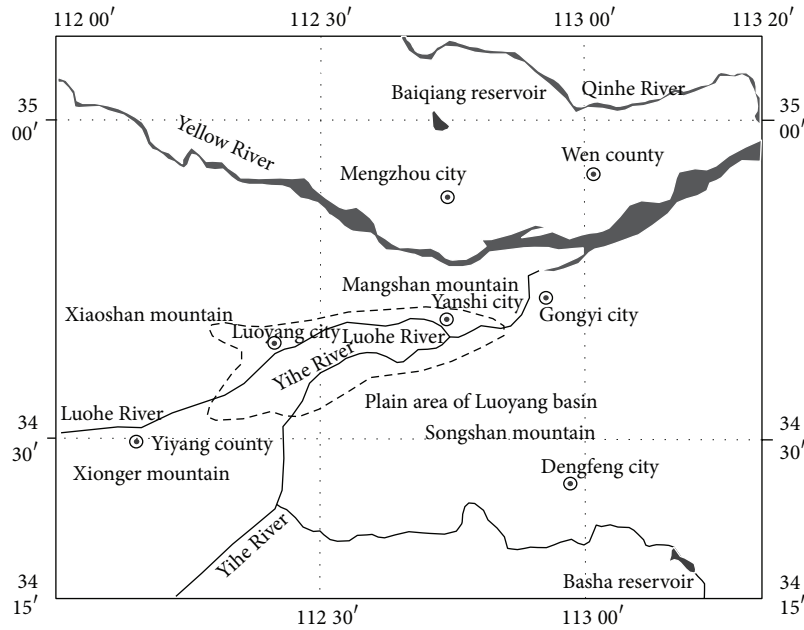 112 00′ 112 30′ 113 00′ 113 20′
Baiqiang reservoir
Qinhe River
35
00′
35
00′
Yellow River
Wen county
Mengzhou city
Mangshan mountain
Yanshi city
Xiaoshan mountain
Gongyi city
Luoyang city
Luohe River
Yihe River
Plain area of Luoyang basin
Luohe River
Songshan mountain
34
30′
34
30′
Yiyang county
Xionger mountain
Dengfeng city
Yihe River
Basha reservoir
34
15′
34
15′
112 30′ 113 00′